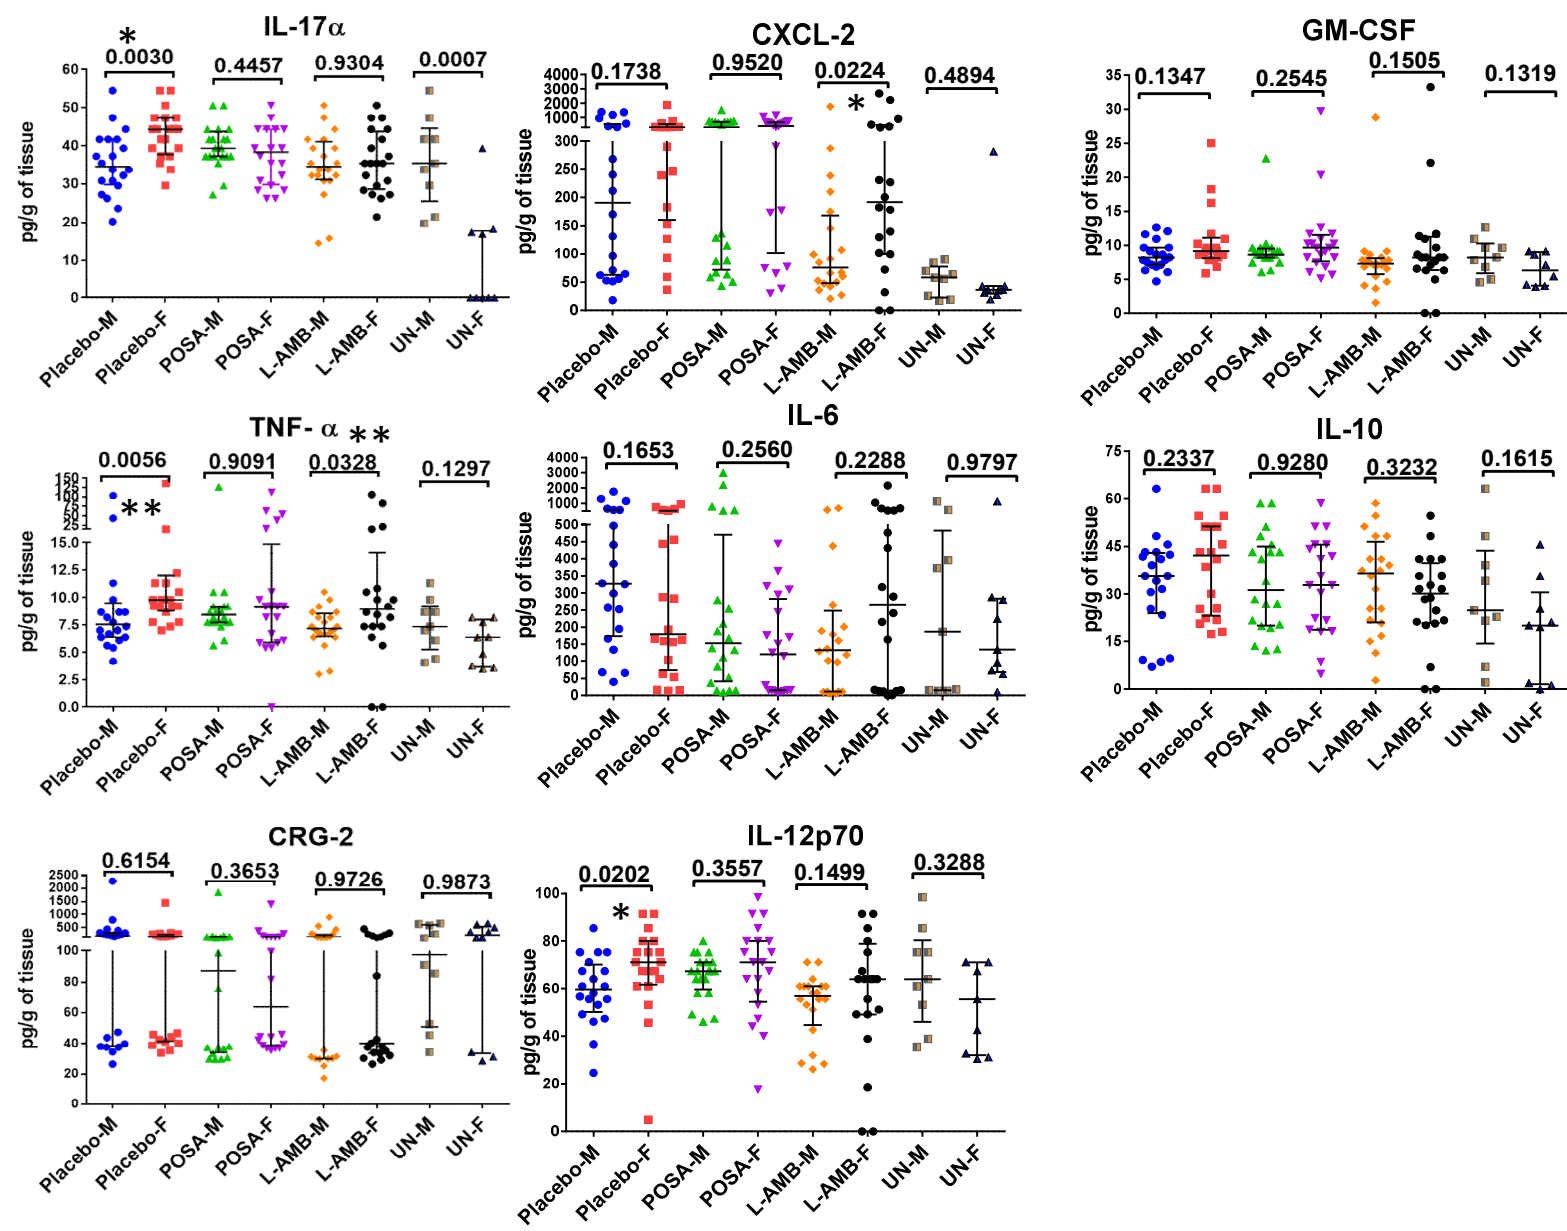 IL-17α
*
0.0030 0.4457 0.9304 0.0007
pg/g of tissue
60
50
40
30
20
10
0
Placebo-M Placebo-F POSA-M POSA-F L-AMB-M L-AMB-F UN-M UN-F
CXCL-2
0.1738 0.9520 0.0224 0.4894
*
pg/g of tissue
4000
3000
2000
1000
300
200
150
100
50
0
Placebo-M Placebo-F POSA-M POSA-F L-AMB-M L-AMB-F UN-M UN-F
GM-CSF
0.1347 0.2545 0.1505 0.1319
pg/g of tissue
35
30
25
20
15
10
5
0
Placebo-M Placebo-F POSA-M POSA-F L-AMB-M L-AMB-F UN-M UN-F
TNF- α **
0.0056 0.9091 0.0328 0.1297
**
pg/g of tissue
150
125
100
75
50
25
15.0
12.5
10.0
7.5
5.0
2.5
0.0
Placebo-M Placebo-F POSA-M POSA-F L-AMB-M L-AMB-F UN-M UN-F
IL-6
0.1653 0.2560 0.2288 0.9797
pg/g of tissue
4000
3000
2000
1000
500
400
350
300
250
200
150
100
50
0
Placebo-M Placebo-F POSA-M POSA-F L-AMB-M L-AMB-F UN-M UN-F
IL-10
0.2337 0.9280 0.3232 0.1615
pg/g of tissue
75
60
45
30
15
0
Placebo-M Placebo-F POSA-M POSA-F L-AMB-M L-AMB-F UN-M UN-F
CRG-2
0.6154 0.3653 0.9726 0.9873
pg/g of tissue
2500
2000
1500
1000
500
100
80
60
40
20
0
Placebo-M Placebo-F POSA-M POSA-F L-AMB-M L-AMB-F UN-M UN-F
IL-12p70
0.0202 0.3557 0.1499 0.3288
*
pg/g of tissue
100
80
60
40
20
0
Placebo-M Placebo-F POSA-M POSA-F L-AMB-M L-AMB-F UN-M UN-F